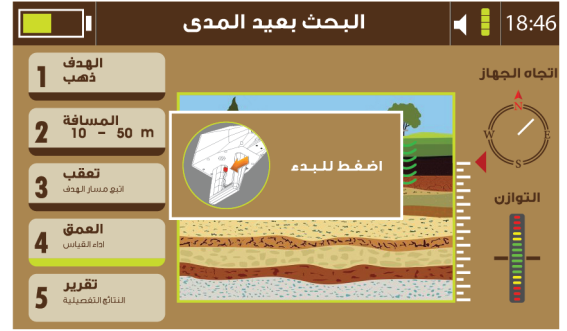 البحث بعيد المدى
18:46
1 الهدف
ذهب
2 المسافة
10 - 50 m
3 تعقب
اتبع مسار الهدف
4 العمق
اداء القياس
5 تقرير
النتائج التفصيلية
اضغط للبدء
اتجاه الجهاز
N
W E
S
التوازن